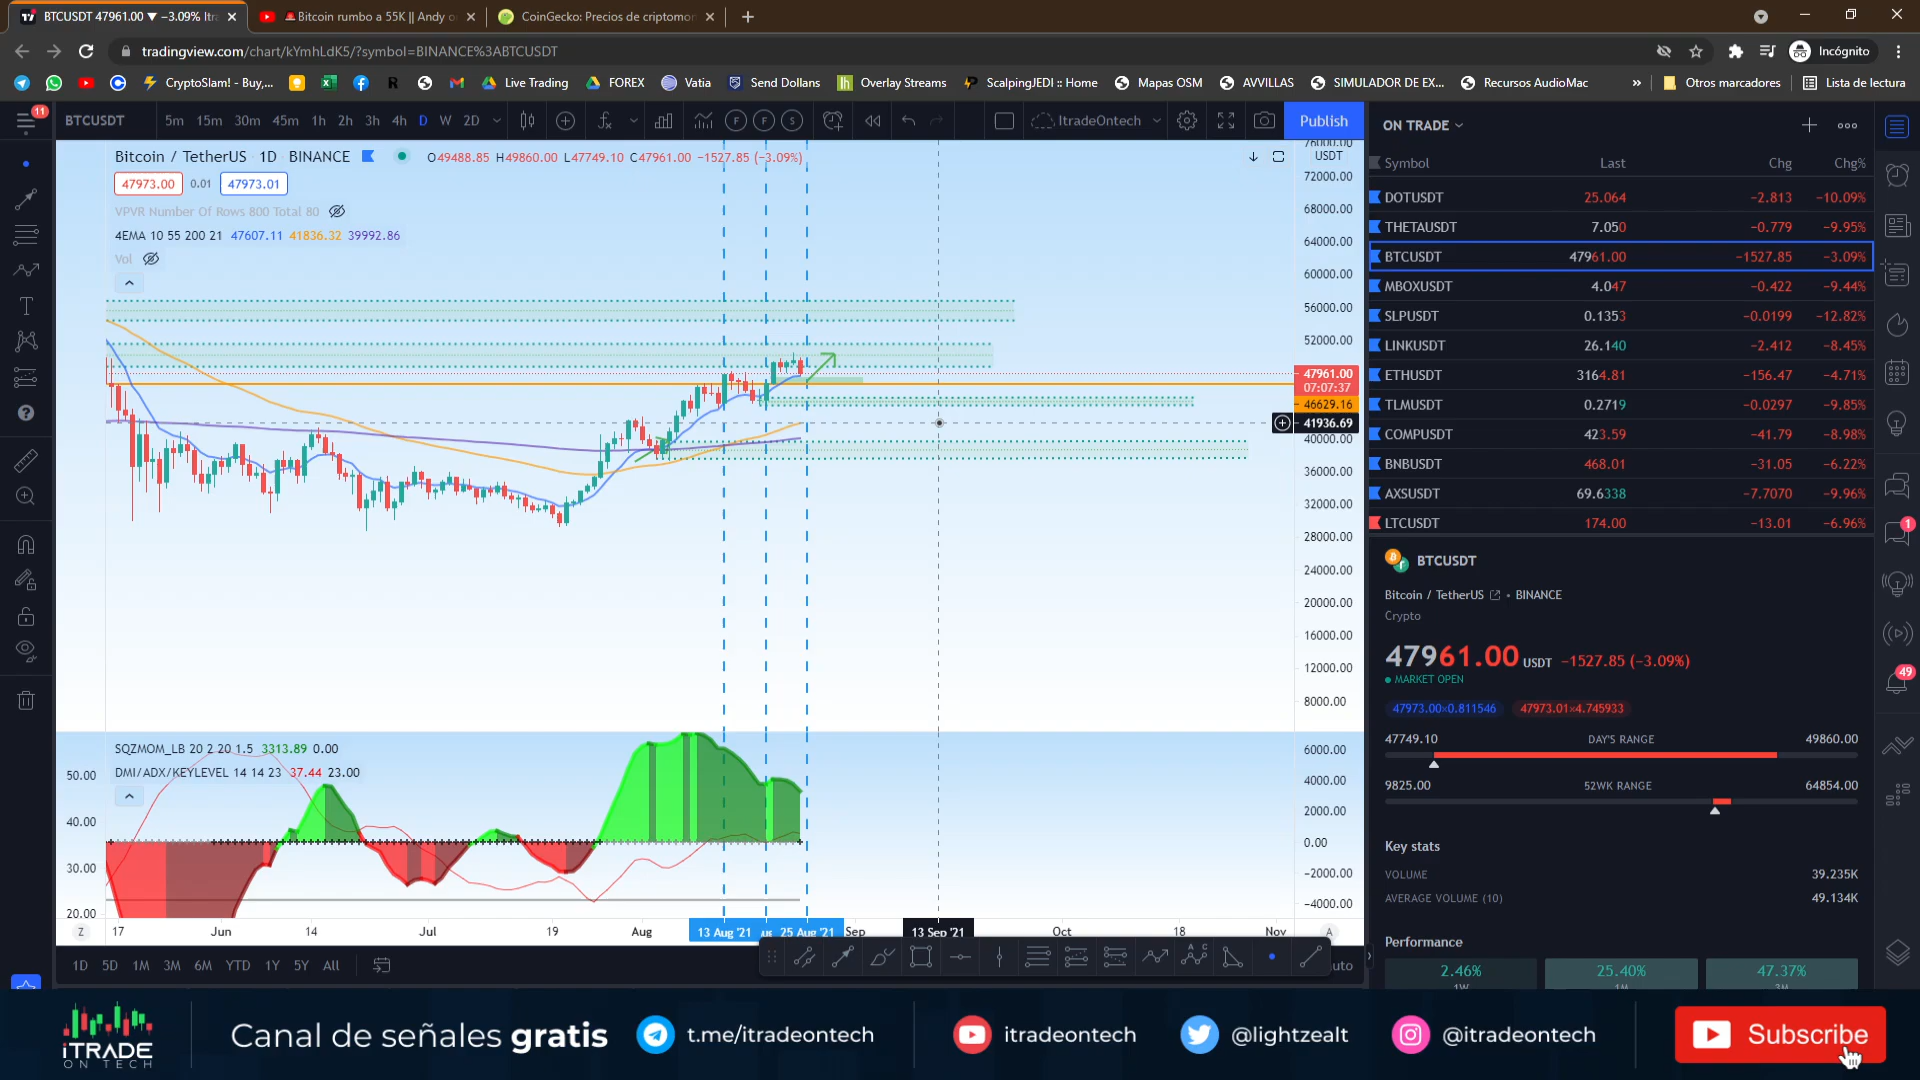 BTCUSDT 47961.00 ▼ −3.09% Itra
Bitcoin rumbo a 55K || Andy o
CoinGecko: Precios de criptomon
tradingview.com/chart/kYmhLdK5/?symbol=BINANCE%3ABTCUSDT
Incógnito
CryptoSlam! - Buy,...
Live Trading
FOREX
Vatia
Send Dollans
Overlay Streams
ScalpingJEDI :: Home
Mapas OSM
AVVILLAS
SIMULADOR DE EX...
Recursos AudioMac
»
Otros marcadores
Lista de lectura
11
BTCUSDT
5m 15m 30m 45m 1h 2h 3h 4h D W 2D
F F S
ItradeOntech
Publish
ON TRADE
Bitcoin / TetherUS 1D BINANCE
O49488.85 H49860.00 L47749.10 C47961.00 −1527.85 (−3.09%)
47973.00 0.01 47973.01
VPVR Number Of Rows 800 Total 80
4EMA 10 55 200 21 47607.11 41836.32 39992.86
Vol
76000.00
USDT
72000.00
68000.00
64000.00
60000.00
56000.00
52000.00
47961.00
07:07:37
46629.16
41936.69
40000.00
36000.00
32000.00
28000.00
24000.00
20000.00
16000.00
12000.00
8000.00
SQZMOM_LB 20 2 20 1.5 3313.89 0.00
DMI/ADX/KEYLEVEL 14 14 23 37.44 23.00
50.00
40.00
30.00
20.00
6000.00
4000.00
2000.00
0.00
−2000.00
−4000.00
Z 17 Jun 14 Jul 19 Aug 13 Aug '21 25 Aug '21 Sep 13 Sep '21 Oct 18 Nov A
1D 5D 1M 3M 6M YTD 1Y 5Y All
uto
Symbol Last Chg Chg%
DOTUSDT 25.064 −2.813 −10.09%
THETAUSDT 7.050 −0.779 −9.95%
BTCUSDT 47961.00 −1527.85 −3.09%
MBOXUSDT 4.047 −0.422 −9.44%
SLPUSDT 0.1353 −0.0199 −12.82%
LINKUSDT 26.140 −2.412 −8.45%
ETHUSDT 3164.81 −156.47 −4.71%
TLMUSDT 0.2719 −0.0297 −9.85%
COMPUSDT 423.59 −41.79 −8.98%
BNBUSDT 468.01 −31.05 −6.22%
AXSUSDT 69.6338 −7.7070 −9.96%
LTCUSDT 174.00 −13.01 −6.96%
1
49
BTCUSDT
Bitcoin / TetherUS • BINANCE
Crypto
47961.00 USDT −1527.85 (−3.09%)
MARKET OPEN
47973.00×0.811546 47973.01×4.745933
47749.10 DAY'S RANGE 49860.00
9825.00 52WK RANGE 64854.00
Key stats
VOLUME 39.235K
AVERAGE VOLUME (10) 49.134K
Performance
2.46% 25.40% 47.37%
1W 1M 3M
iTRADE
ON TECH
Canal de señales gratis
t.me/itradeontech
itradeontech
@lightzealt
@itradeontech
Subscribe